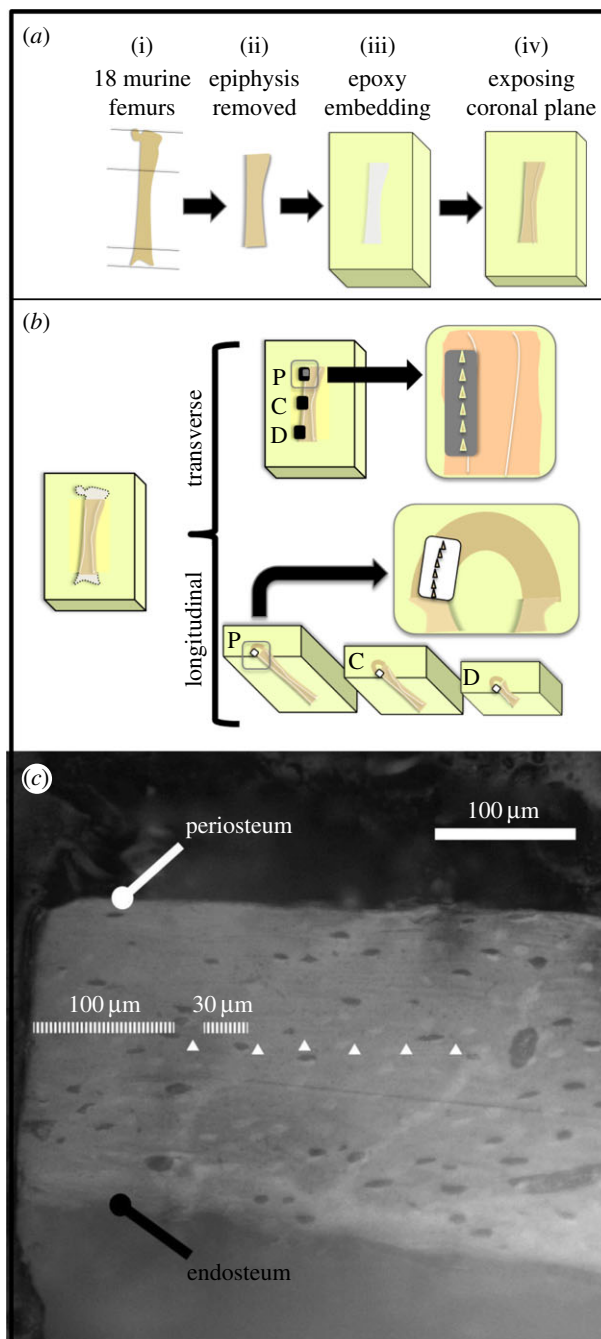 (a)
(i) (ii) (iii) (iv)
18 murine epiphysis epoxy exposing
femurs removed embedding coronal plane
(b)
transverse
P
C
D
longitudinal
P
C
D
(c)
periosteum
100 µm
100 µm 30 µm
endosteum